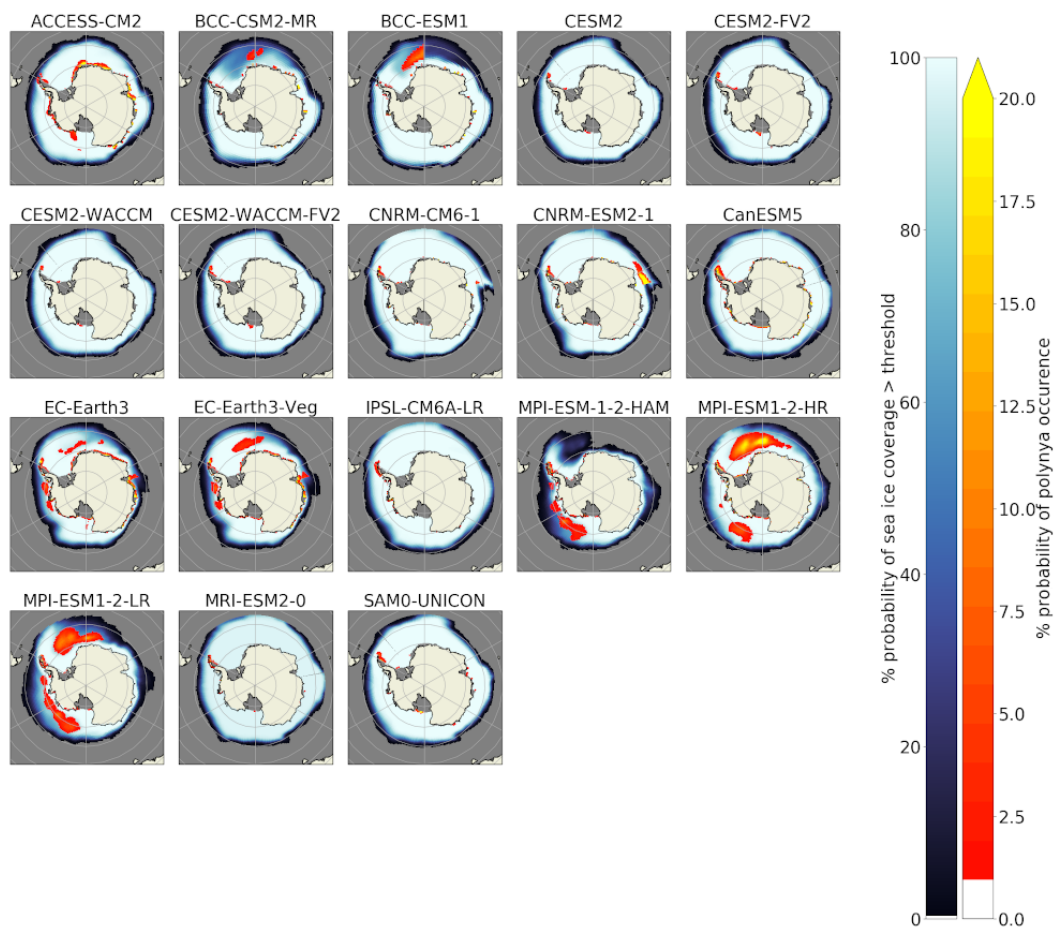 ACCESS-CM2 BCC-CSM2-MR BCC-ESM1 CESM2 CESM2-FV2
CESM2-WACCM CESM2-WACCM-FV2 CNRM-CM6-1 CNRM-ESM2-1 CanESM5
EC-Earth3 EC-Earth3-Veg IPSL-CM6A-LR MPI-ESM-1-2-HAM MPI-ESM1-2-HR
MPI-ESM1-2-LR MRI-ESM2-0 SAM0-UNICON
100
80
60
40
20
0
% probability of sea ice coverage > threshold
20.0
17.5
15.0
12.5
10.0
7.5
5.0
2.5
0.0
% probability of polynya occurence